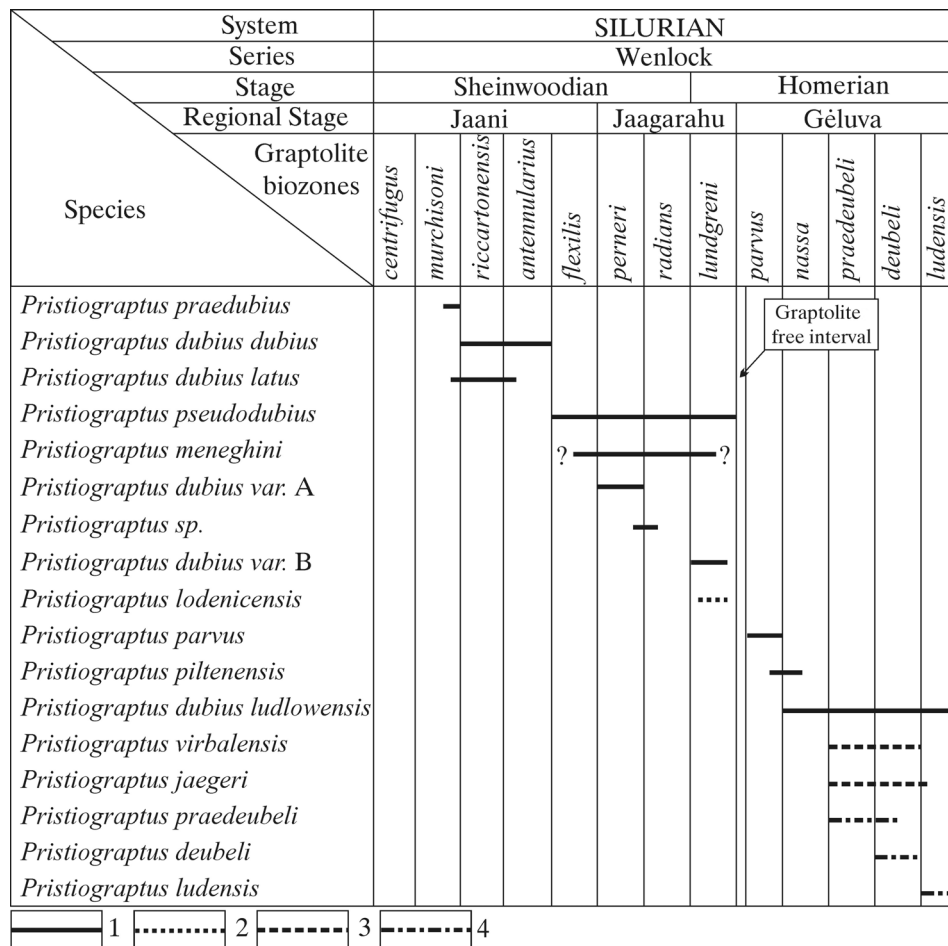 System SILURIAN
Series Wenlock
Stage Sheinwoodian Homerian
Regional Stage Jaani Jaagarahu Gėluva
Graptolite
biozones
Species
centrifugus murchisoni riccartonensis antennularius flexilis perneri radians lundgreni parvus nassa praedeubeli deubeli ludensis
Pristiograptus praedubius
Graptolite
free interval
Pristiograptus dubius dubius
Pristiograptus dubius latus
Pristiograptus pseudodubius
Pristiograptus meneghini ? ?
Pristiograptus dubius var. A
Pristiograptus sp.
Pristiograptus dubius var. B
Pristiograptus lodenicensis
Pristiograptus parvus
Pristiograptus piltenensis
Pristiograptus dubius ludlowensis
Pristiograptus virbalensis
Pristiograptus jaegeri
Pristiograptus praedeubeli
Pristiograptus deubeli
Pristiograptus ludensis
1 2 3 4